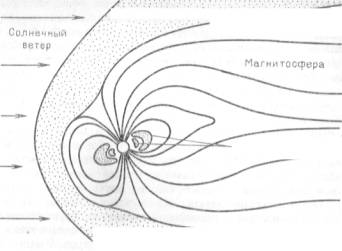 Солнечный
ветер
Магнитосфера